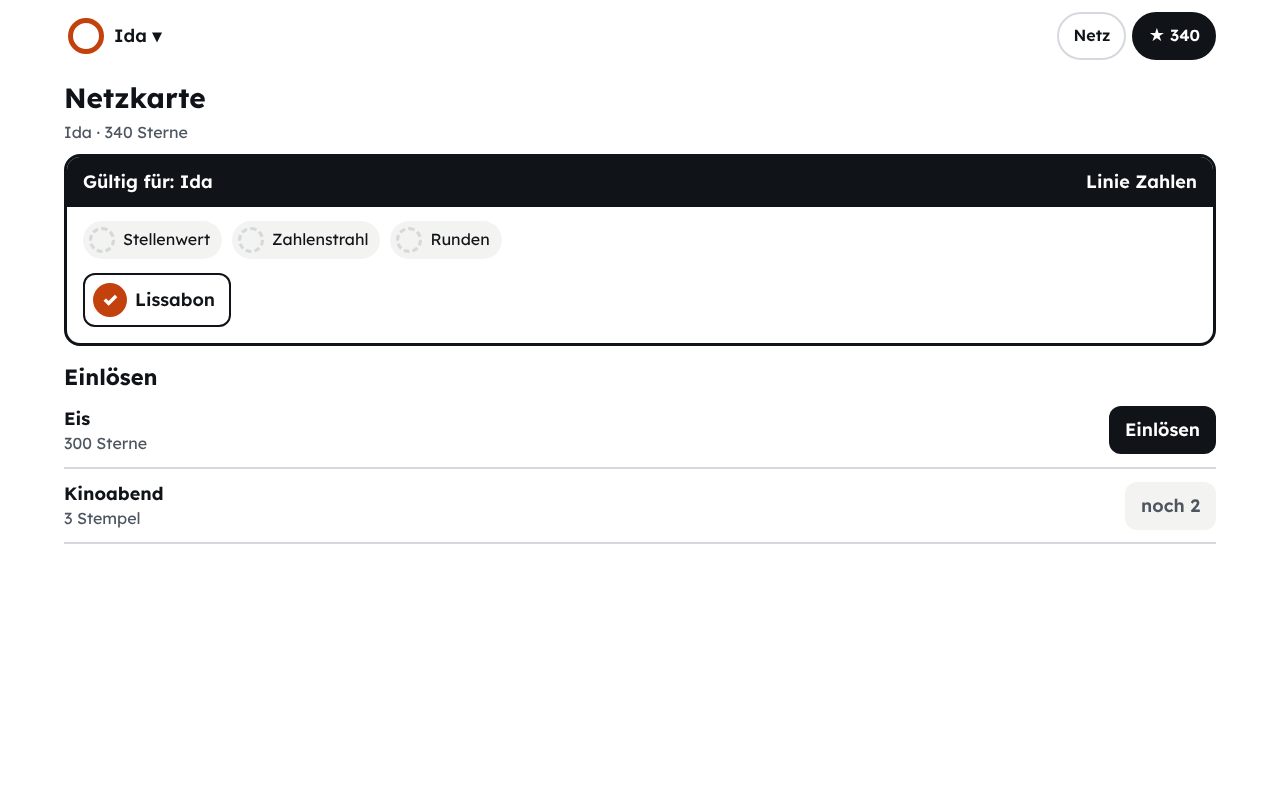 Ida ▾
Netz
★ 340
Netzkarte
Ida · 340 Sterne
Gültig für: Ida
Linie Zahlen
Stellenwert
Zahlenstrahl
Runden
Lissabon
Einlösen
Eis
300 Sterne
Einlösen
Kinoabend
3 Stempel
noch 2